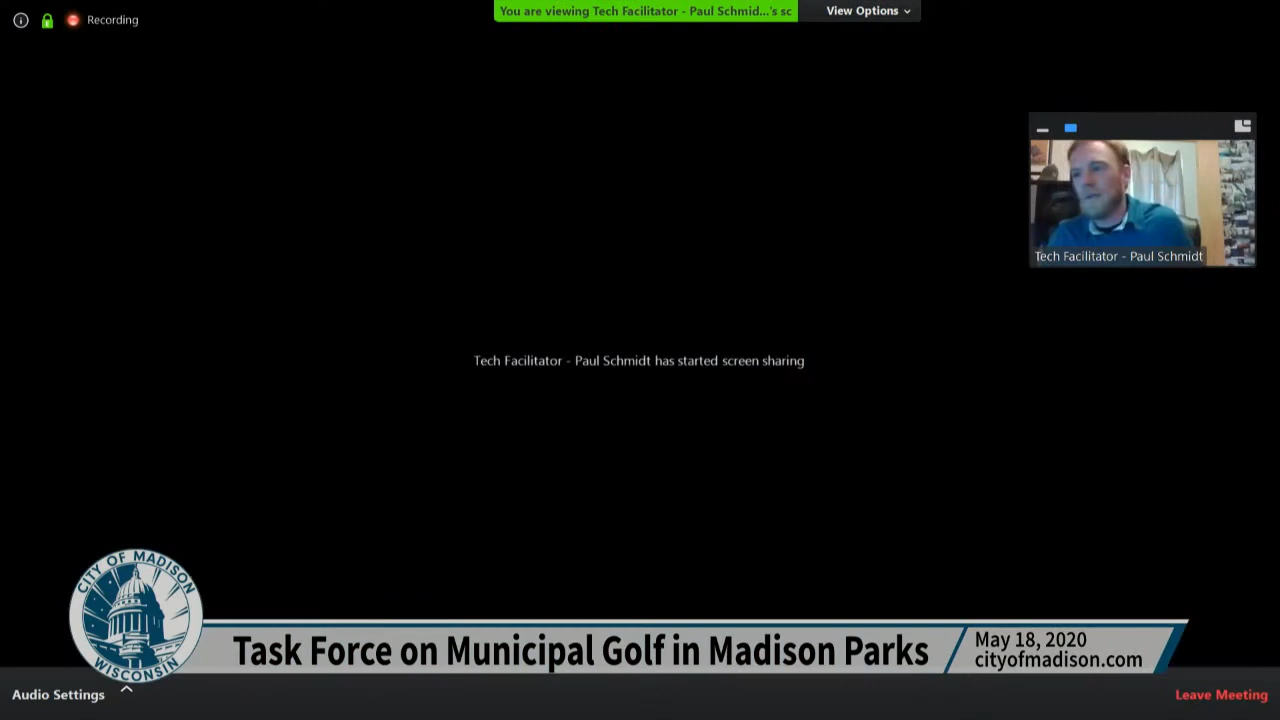 Recording
You are viewing Tech Facilitator - Paul Schmid...'s sc
View Options
Tech Facilitator - Paul Schmidt
Tech Facilitator - Paul Schmidt has started screen sharing
CITY OF MADISON
WISCONSIN
Task Force on Municipal Golf in Madison Parks
May 18, 2020
cityofmadison.com
Audio Settings
Leave Meeting